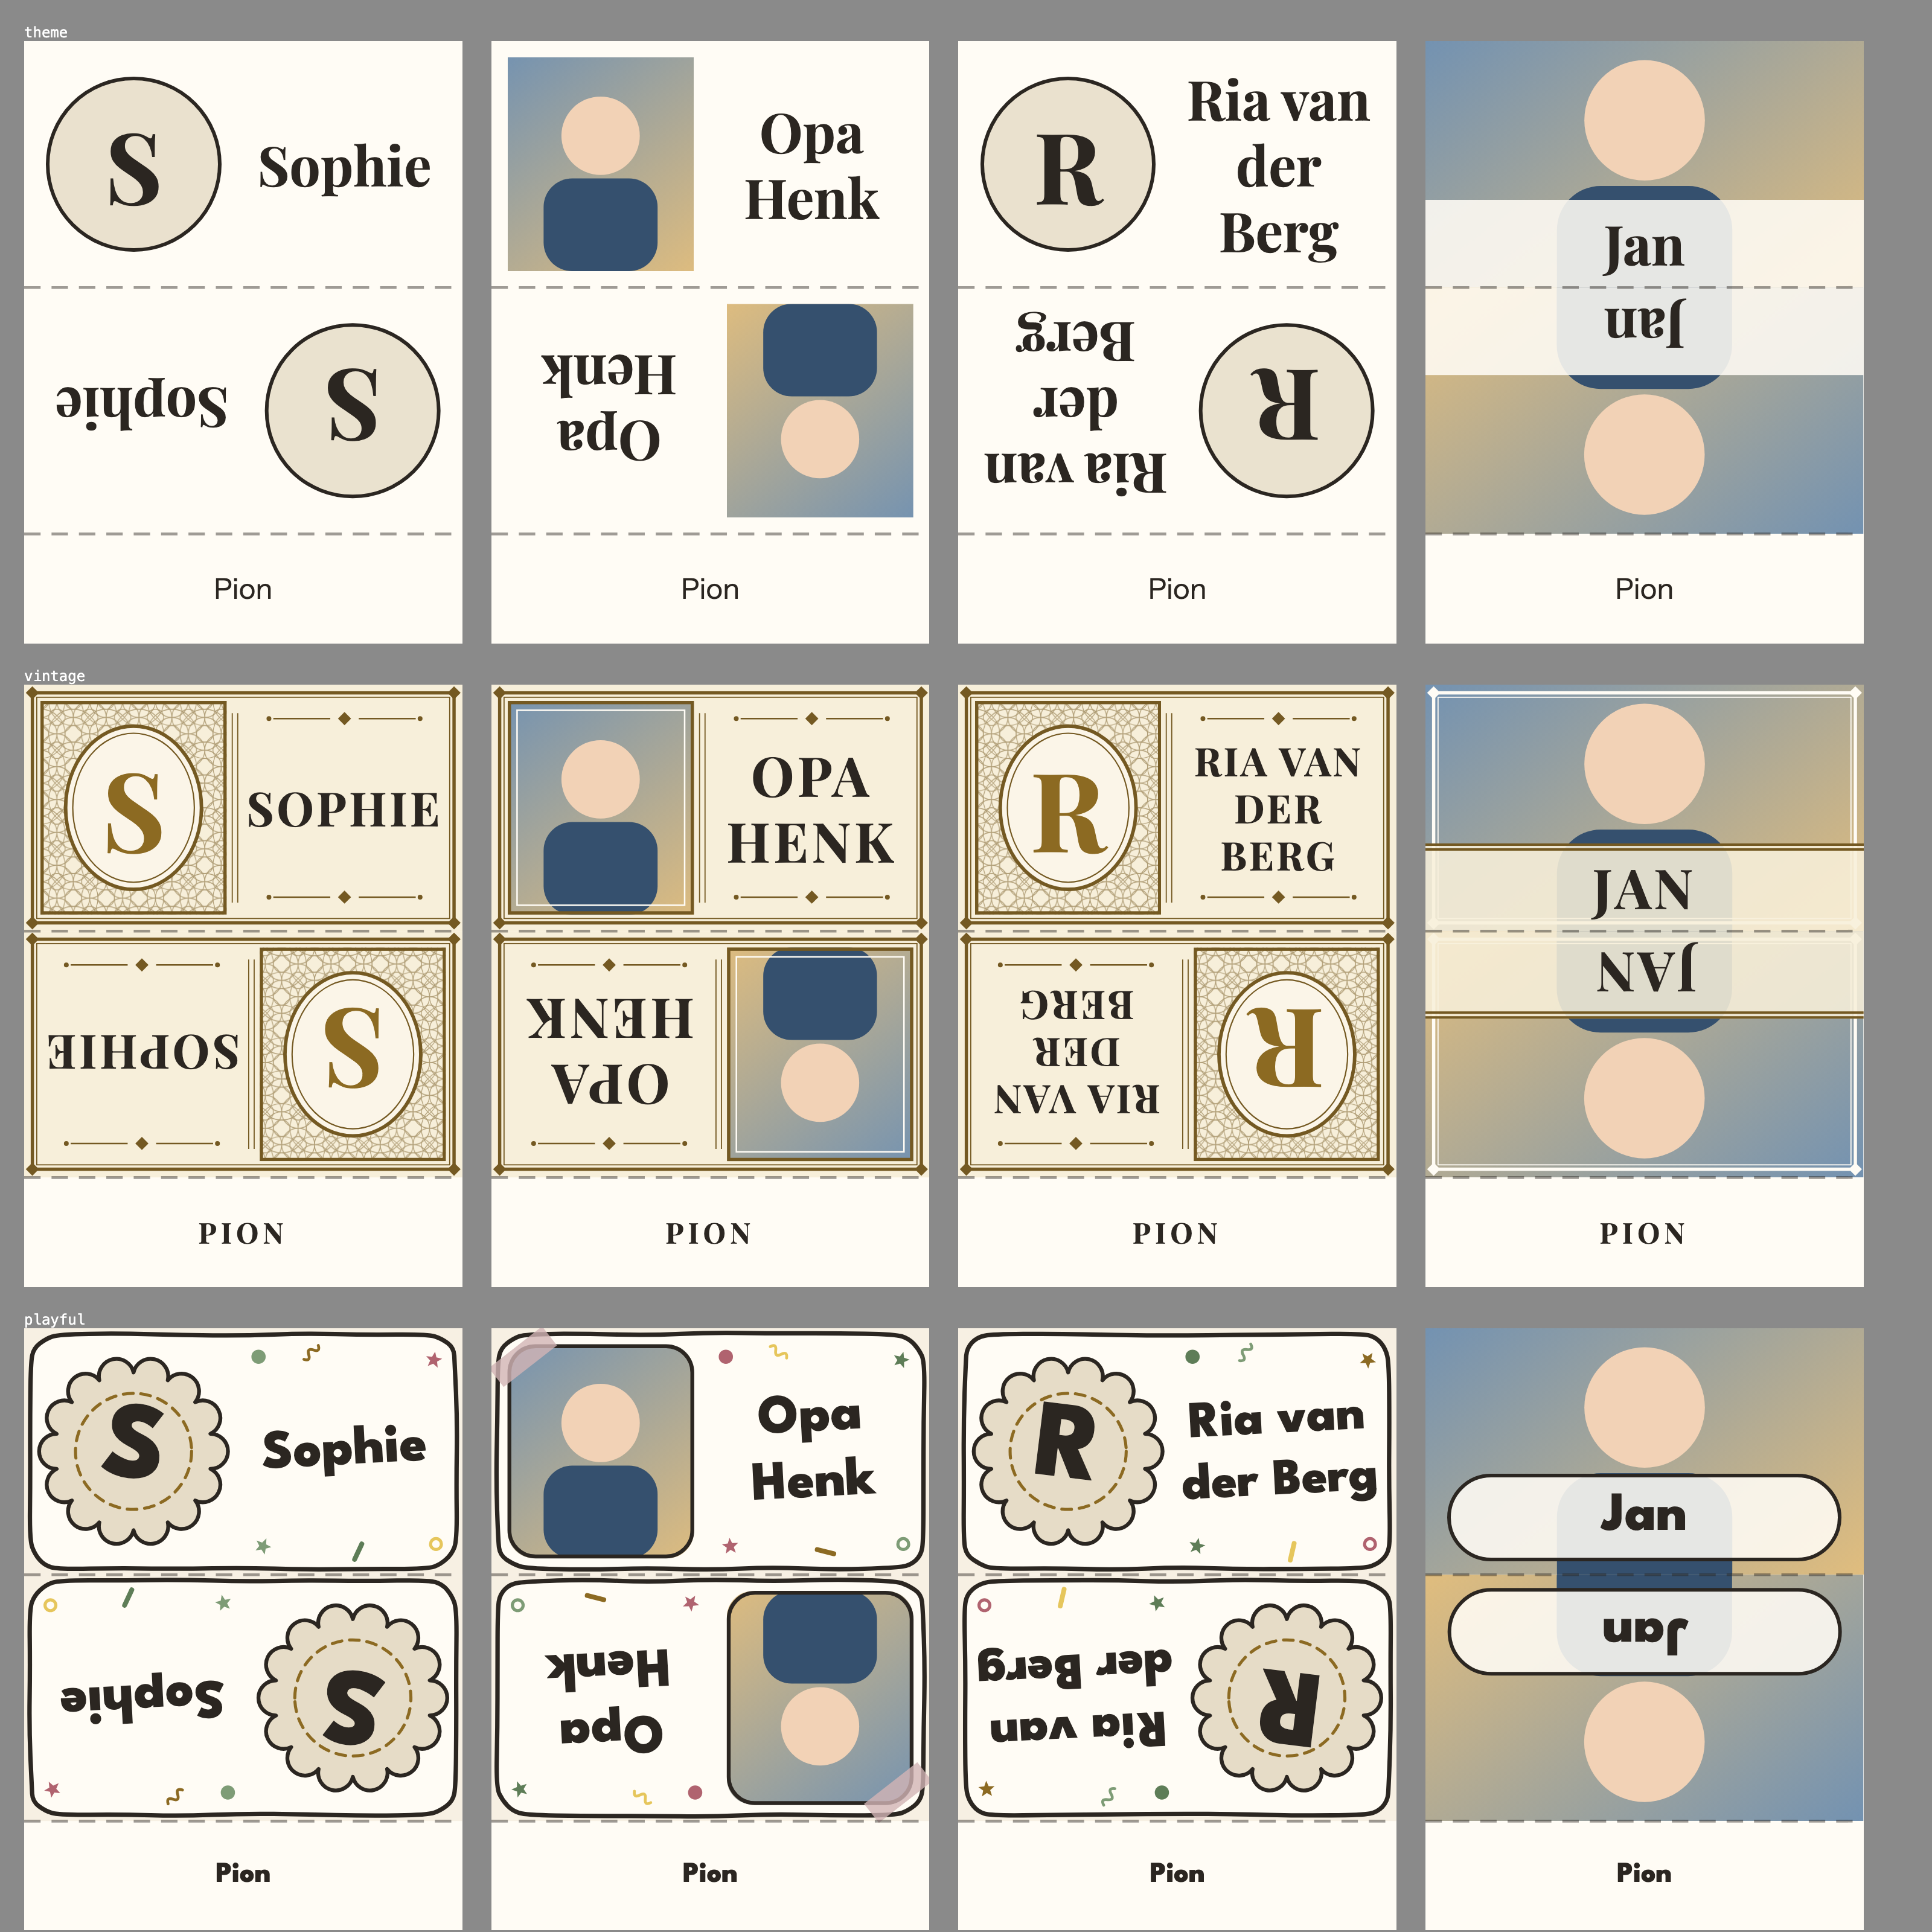 theme
S
Sophie
Opa
Henk
R
Ria van
der
Berg
Jan
Sophie
S
Opa
Henk
Ria van
der
Berg
R
Jan
Pion
Pion
Pion
Pion
vintage
S
SOPHIE
OPA
HENK
R
RIA VAN
DER
BERG
JAN
SOPHIE
S
OPA
HENK
RIA VAN
DER
BERG
R
JAN
PION
PION
PION
PION
playful
S
Sophie
Opa
Henk
R
Ria van
der Berg
Jan
Sophie
S
Opa
Henk
Ria van
der Berg
R
Jan
Pion
Pion
Pion
Pion